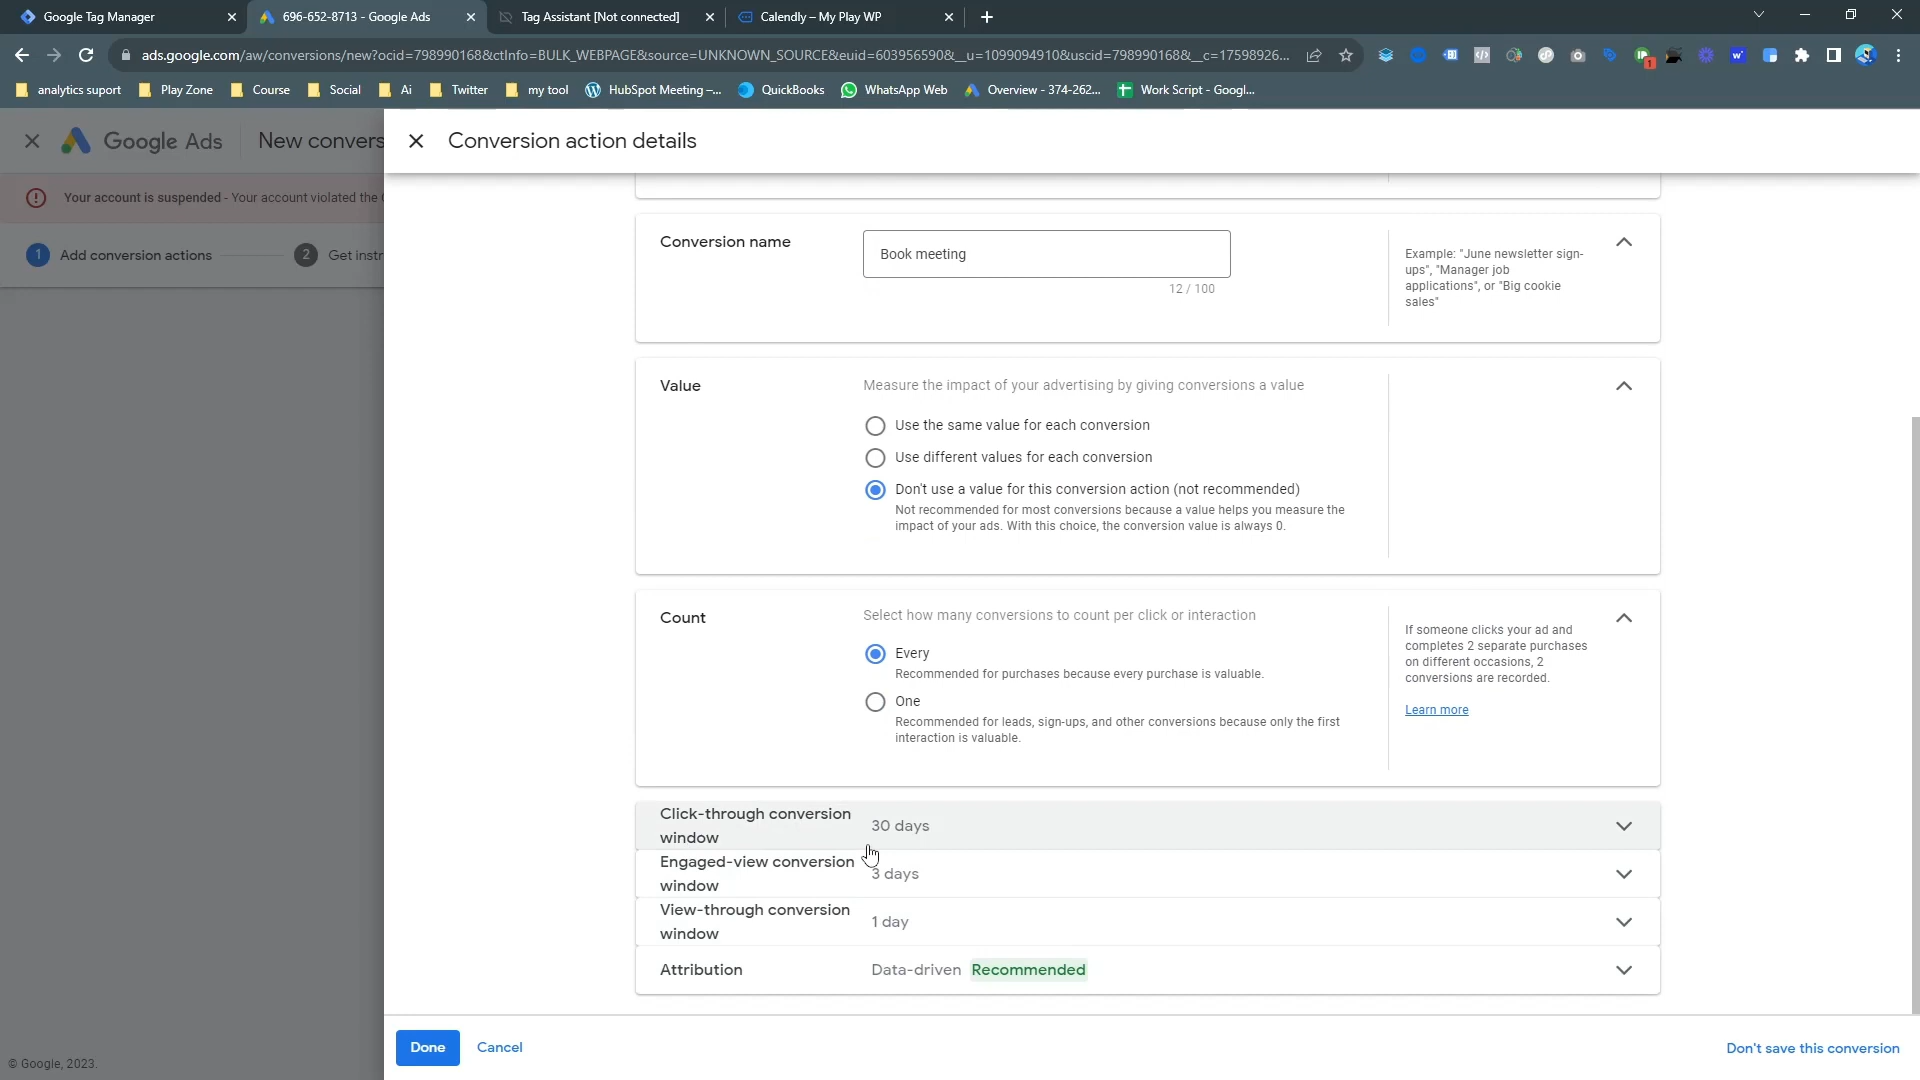 Google Tag Manager
696-652-8713 - Google Ads
Tag Assistant [Not connected]
Calendly – My Play WP
ads.google.com/aw/conversions/new?ocid=798990168&ctInfo=BULK_WEBPAGE&source=UNKNOWN_SOURCE&euid=603956590&__u=1099094910&uscid=798990168&__c=17598926...
1
analytics suport
Play Zone
Course
Social
Ai
Twitter
my tool
HubSpot Meeting –...
QuickBooks
WhatsApp Web
Overview - 374-262...
Work Script - Googl...
Google Ads
New convers
Conversion action details
Your account is suspended - Your account violated the
1 Add conversion actions
2 Get instr
Conversion name
Book meeting
12 / 100
Example: "June newsletter sign-
ups", "Manager job
applications", or "Big cookie
sales"
Value
Measure the impact of your advertising by giving conversions a value
Use the same value for each conversion
Use different values for each conversion
Don't use a value for this conversion action (not recommended)
Not recommended for most conversions because a value helps you measure the
impact of your ads. With this choice, the conversion value is always 0.
Count
Select how many conversions to count per click or interaction
Every
Recommended for purchases because every purchase is valuable.
One
Recommended for leads, sign-ups, and other conversions because only the first
interaction is valuable.
If someone clicks your ad and
completes 2 separate purchases
on different occasions, 2
conversions are recorded.
Learn more
Click-through conversion
window
30 days
Engaged-view conversion
window
3 days
View-through conversion
window
1 day
Attribution
Data-driven Recommended
Done
Cancel
Don't save this conversion
© Google, 2023.